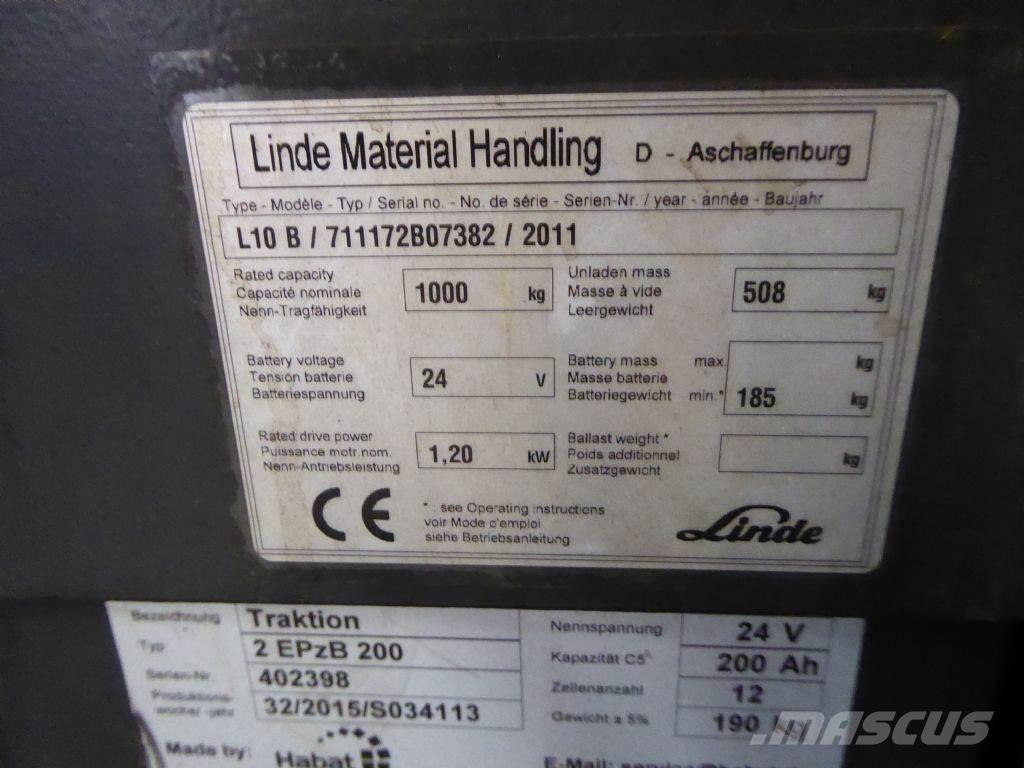 Linde Material Handling D - Aschaffenburg
Type - Modèle - Typ / Serial no. - No. de série - Serien-Nr. / year - année - Baujahr
L10 B / 711172B07382 / 2011
Rated capacity
Capacité nominale
Nenn-Tragfähigkeit
1000 kg
Unladen mass
Masse à vide
Leergewicht
508 kg
Battery voltage
Tension batterie
Batteriespannung
24 V
Battery mass max.
Masse batterie
Batteriegewicht min.*
kg
185 kg
Rated drive power
Puissance motr.nom.
Nenn-Antriebsleistung
1,20 kW
Ballast weight *
Poids additionnel
Zusatzgewicht
kg
CE
* : see Operating instructions
voir Mode d'emploi
siehe Betriebsanleitung
Linde
Bezeichnung Traktion Nennspannung 24 V
Typ 2 EPzB 200 Kapazität C5 200 Ah
Serien-Nr. 402398 Zellenanzahl 12
Produktions-
woche/ -jahr 32/2015/S034113 Gewicht ± 5% 190 kg
Made by: Habat E-Mail:
MASCUS